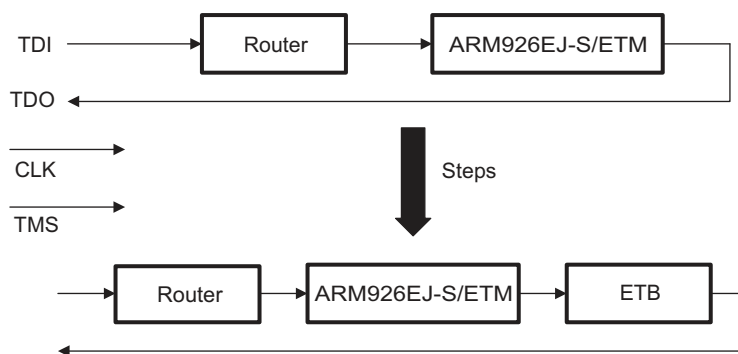 TDI
Router
ARM926EJ-S/ETM
TDO
CLK
Steps
TMS
Router
ARM926EJ-S/ETM
ETB